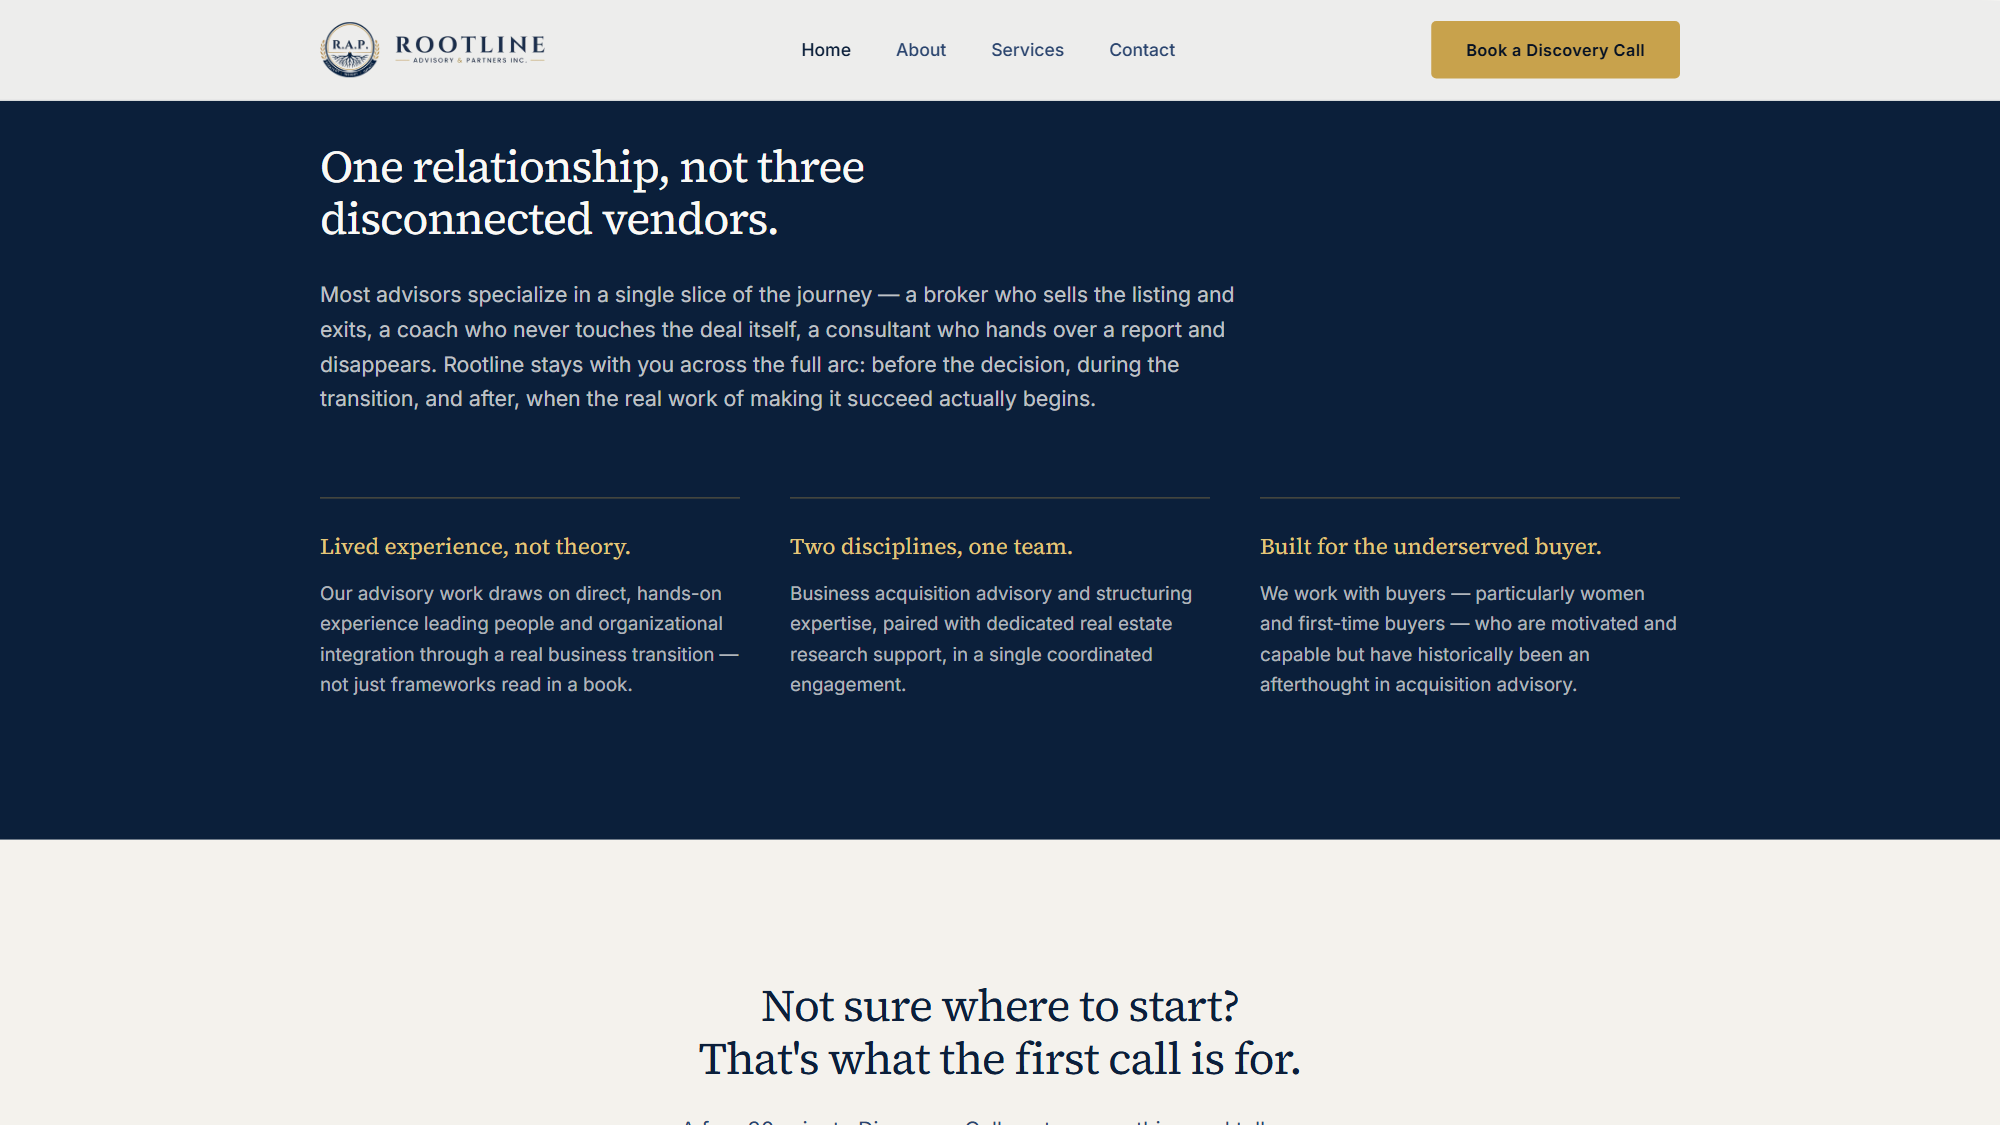 R.A.P.
ROOTLINE
ADVISORY & PARTNERS INC.
Home
About
Services
Contact
Book a Discovery Call
One relationship, not three
disconnected vendors.
Most advisors specialize in a single slice of the journey — a broker who sells the listing and
exits, a coach who never touches the deal itself, a consultant who hands over a report and
disappears. Rootline stays with you across the full arc: before the decision, during the
transition, and after, when the real work of making it succeed actually begins.
Lived experience, not theory.
Our advisory work draws on direct, hands-on
experience leading people and organizational
integration through a real business transition —
not just frameworks read in a book.
Two disciplines, one team.
Business acquisition advisory and structuring
expertise, paired with dedicated real estate
research support, in a single coordinated
engagement.
Built for the underserved buyer.
We work with buyers — particularly women
and first-time buyers — who are motivated and
capable but have historically been an
afterthought in acquisition advisory.
Not sure where to start?
That's what the first call is for.